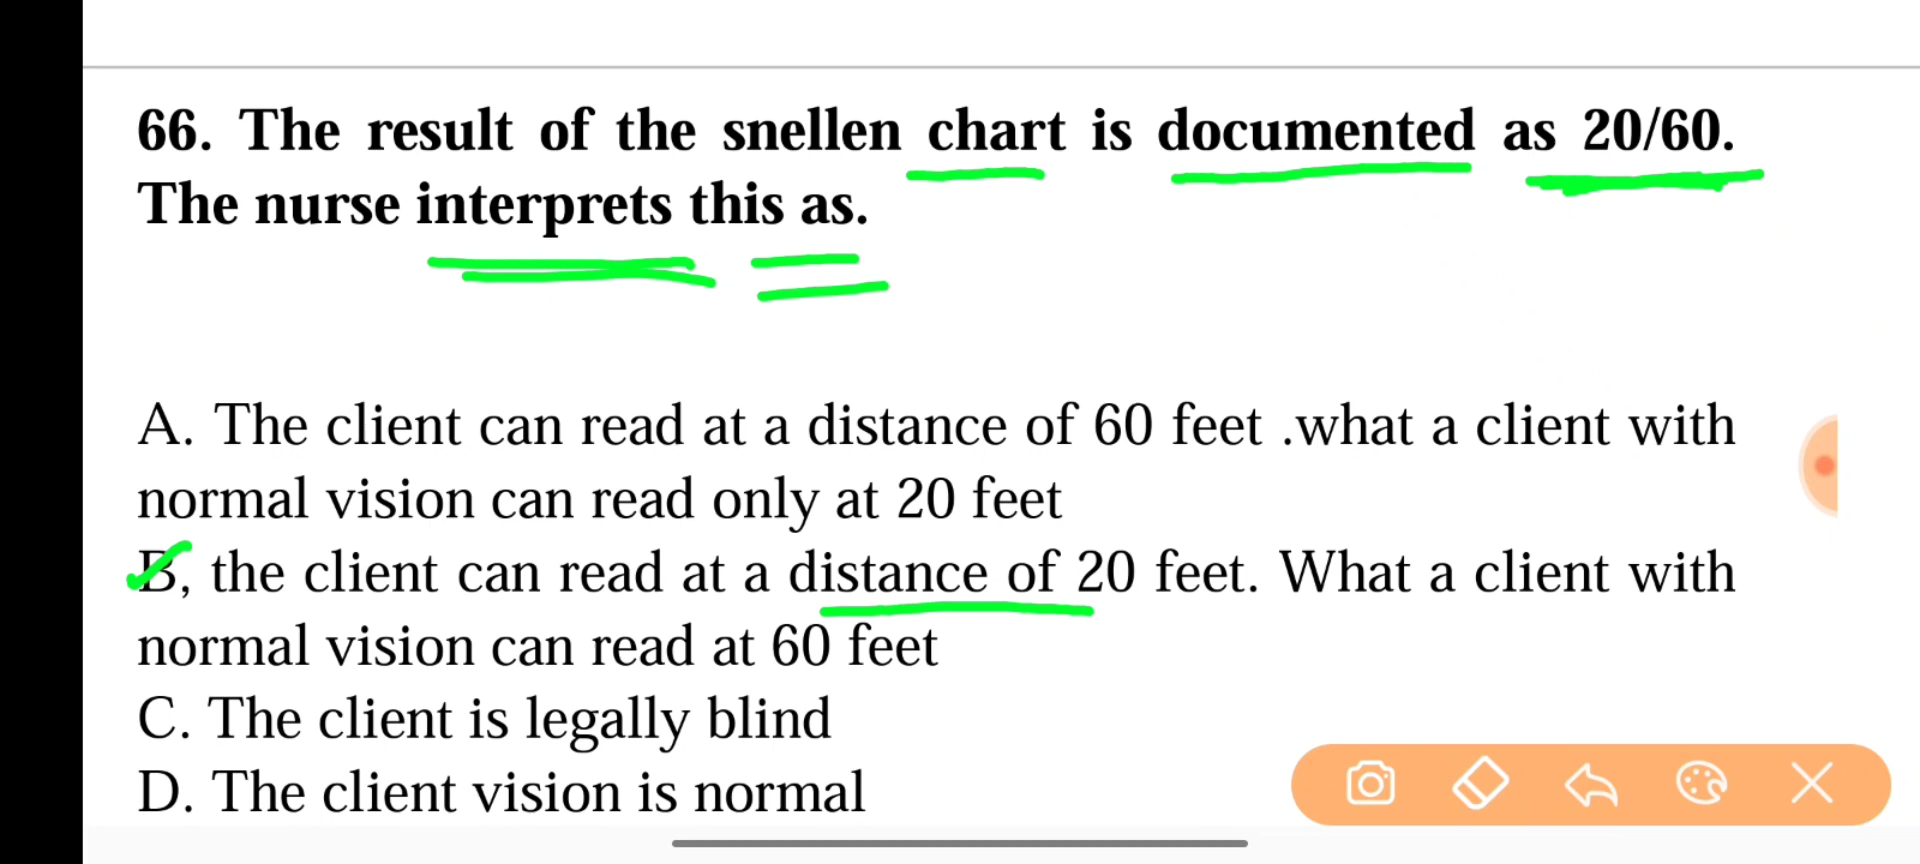 66. The result of the snellen chart is documented as 20/60.
The nurse interprets this as.
A. The client can read at a distance of 60 feet .what a client with
normal vision can read only at 20 feet
B, the client can read at a distance of 20 feet. What a client with
normal vision can read at 60 feet
C. The client is legally blind
D. The client vision is normal